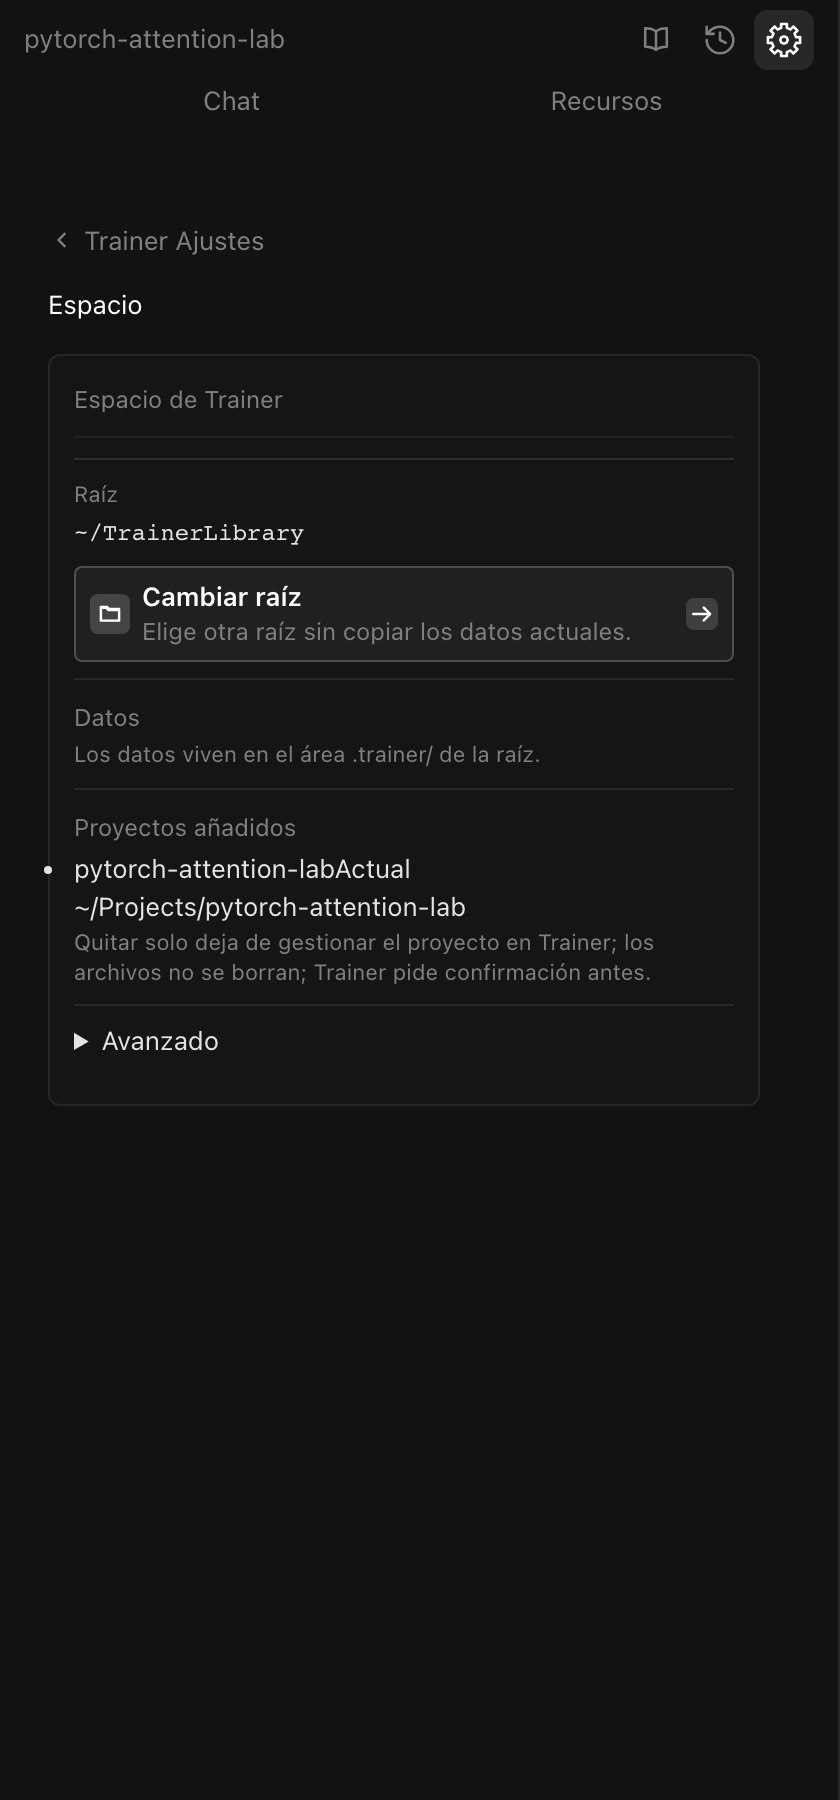 pytorch-attention-lab
Chat
Recursos
Trainer Ajustes
Espacio
Espacio de Trainer
Raíz
~/TrainerLibrary
Cambiar raíz
Elige otra raíz sin copiar los datos actuales.
Datos
Los datos viven en el área .trainer/ de la raíz.
Proyectos añadidos
pytorch-attention-labActual
~/Projects/pytorch-attention-lab
Quitar solo deja de gestionar el proyecto en Trainer; los
archivos no se borran; Trainer pide confirmación antes.
Avanzado